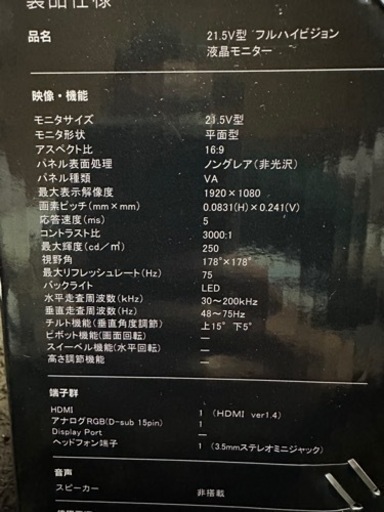 製品仕様
品名 21.5V型 フルハイビジョン
液晶モニター
映像・機能
モニタサイズ 21.5V型
モニタ形状 平面型
アスペクト比 16:9
パネル表面処理 ノングレア(非光沢)
パネル種類 VA
最大表示解像度 1920×1080
画素ピッチ(mm×mm) 0.0831(H)×0.241(V)
応答速度(ms) 5
コントラスト比 3000:1
最大輝度(cd/㎡) 250
視野角 178°×178°
最大リフレッシュレート(Hz) 75
バックライト LED
水平走査周波数(kHz) 30~200kHz
垂直走査周波数(Hz) 48~75Hz
チルト機能(垂直角度調節) 上15° 下5°
ピボット機能(画面回転) ―
スイーベル機能(水平回転) ―
高さ調節機能 ―
端子群
HDMI 1 (HDMI ver1.4)
アナログRGB(D-sub 15pin) 1
Display Port ―
ヘッドフォン端子 1 (3.5mmステレオミニジャック)
音声
スピーカー 非搭載